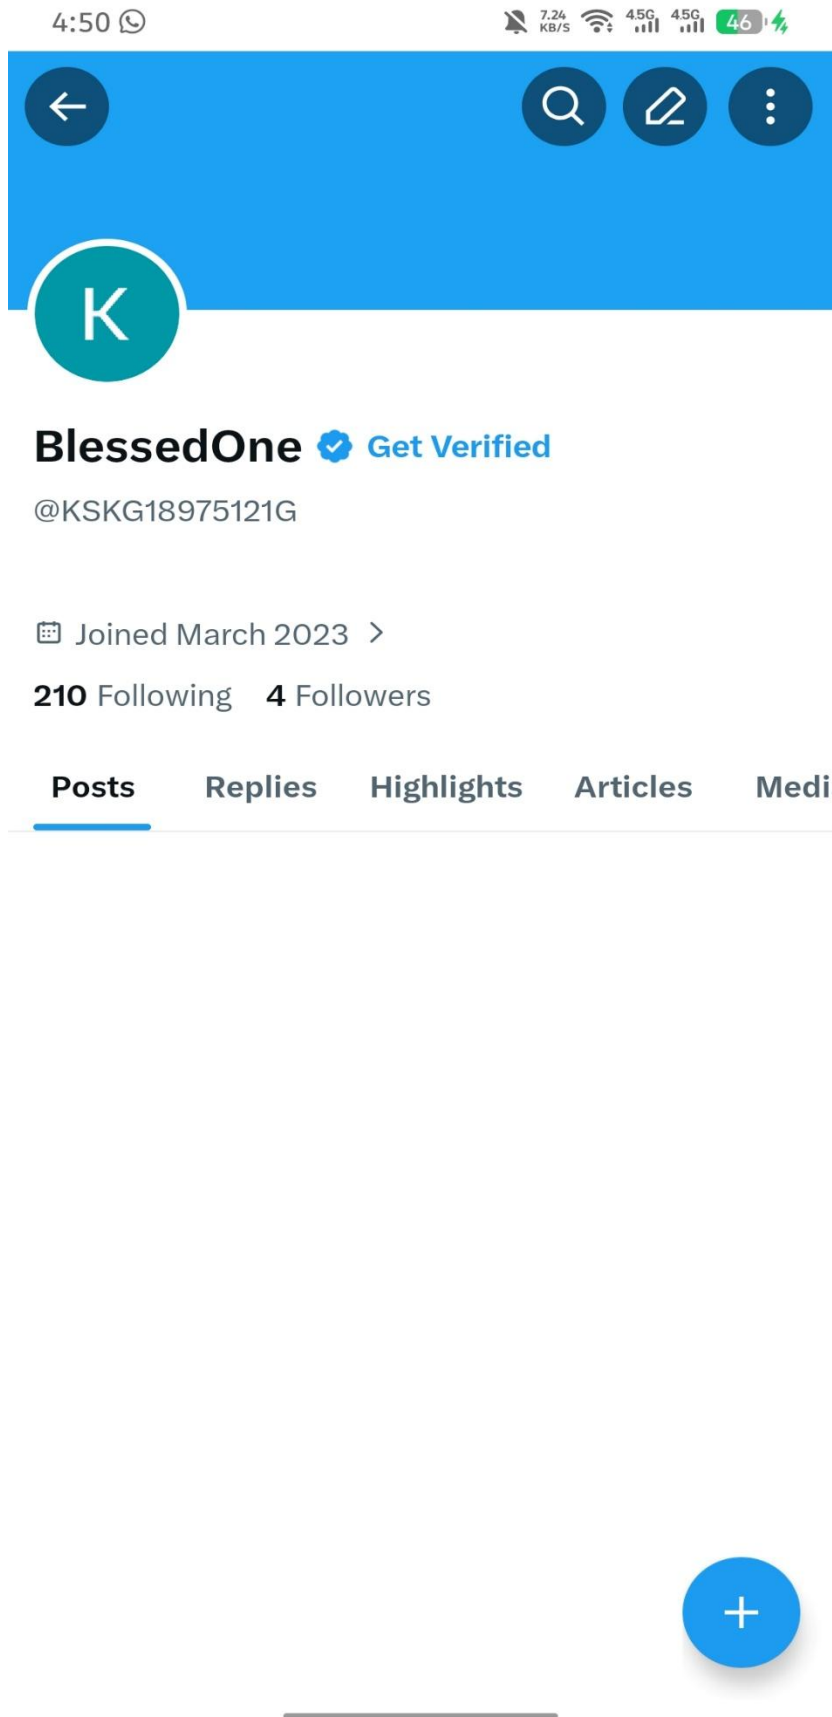 4:50
7.24 KB/S 4.5G 4.5G 46
K
BlessedOne Get Verified
@KSKG18975121G
Joined March 2023
210 Following 4 Followers
Posts Replies Highlights Articles Medi